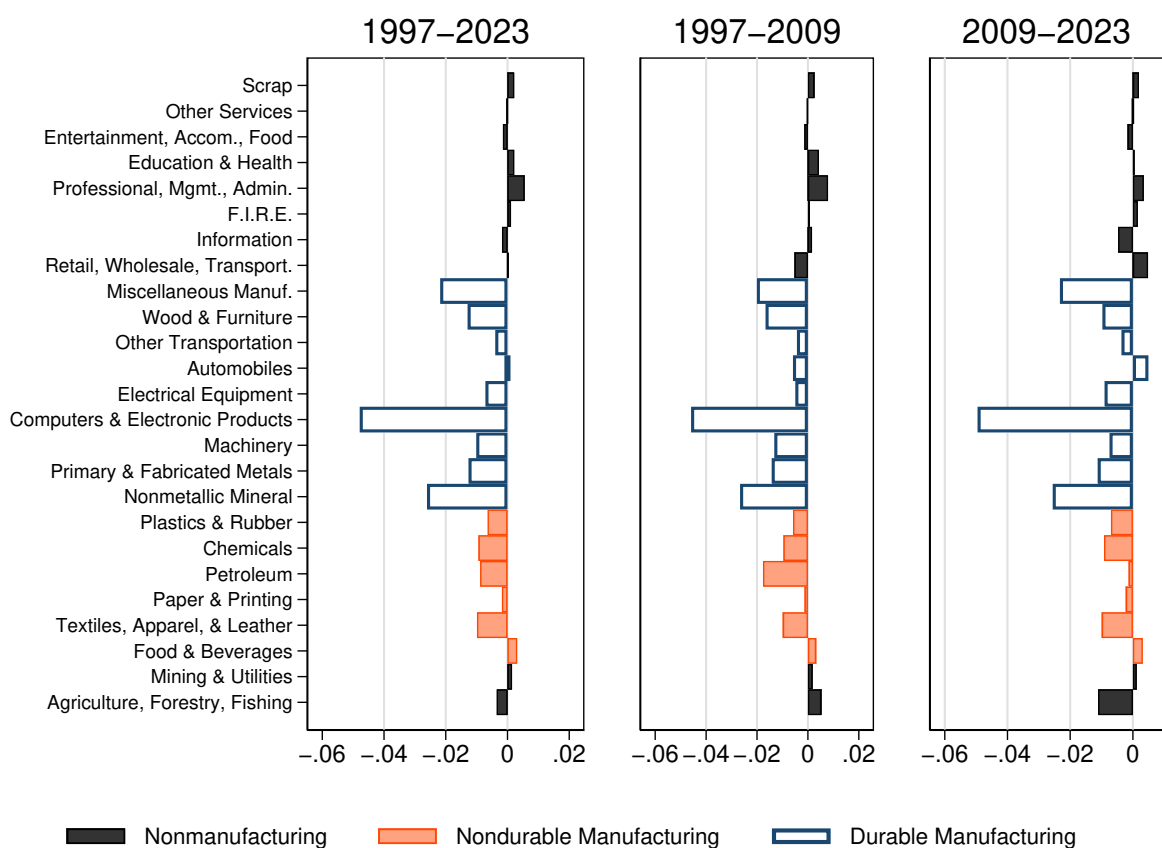 1997−2023
1997−2009
2009−2023
Scrap
Other Services
Entertainment, Accom., Food
Education & Health
Professional, Mgmt., Admin.
F.I.R.E.
Information
Retail, Wholesale, Transport.
Miscellaneous Manuf.
Wood & Furniture
Other Transportation
Automobiles
Electrical Equipment
Computers & Electronic Products
Machinery
Primary & Fabricated Metals
Nonmetallic Mineral
Plastics & Rubber
Chemicals
Petroleum
Paper & Printing
Textiles, Apparel, & Leather
Food & Beverages
Mining & Utilities
Agriculture, Forestry, Fishing
−.06 −.04 −.02 0 .02
−.06 −.04 −.02 0 .02
−.06 −.04 −.02 0
Nonmanufacturing
Nondurable Manufacturing
Durable Manufacturing